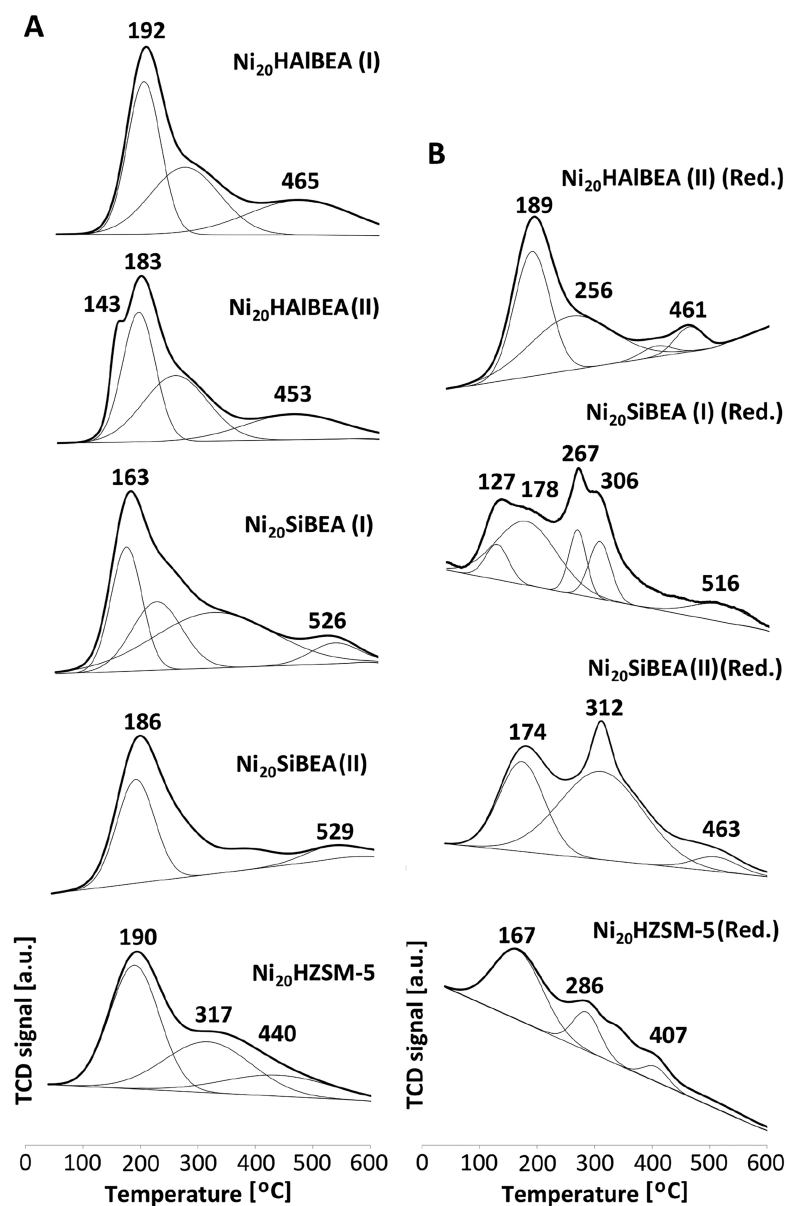 A
192
Ni20HAlBEA (I)
465
183
143
Ni20HAlBEA (II)
453
163
Ni20SiBEA (I)
526
186
Ni20SiBEA (II)
529
190
Ni20HZSM-5
317
440
TCD signal [a.u.]
0 100 200 300 400 500 600
Temperature [ºC]
B
Ni20HAlBEA (II) (Red.)
189
256
461
Ni20SiBEA (I) (Red.)
267
127 178 306
516
Ni20SiBEA (II) (Red.)
312
174
463
Ni20HZSM-5 (Red.)
167
286
407
TCD signal [a.u.]
0 100 200 300 400 500 600
Temperature [ºC]